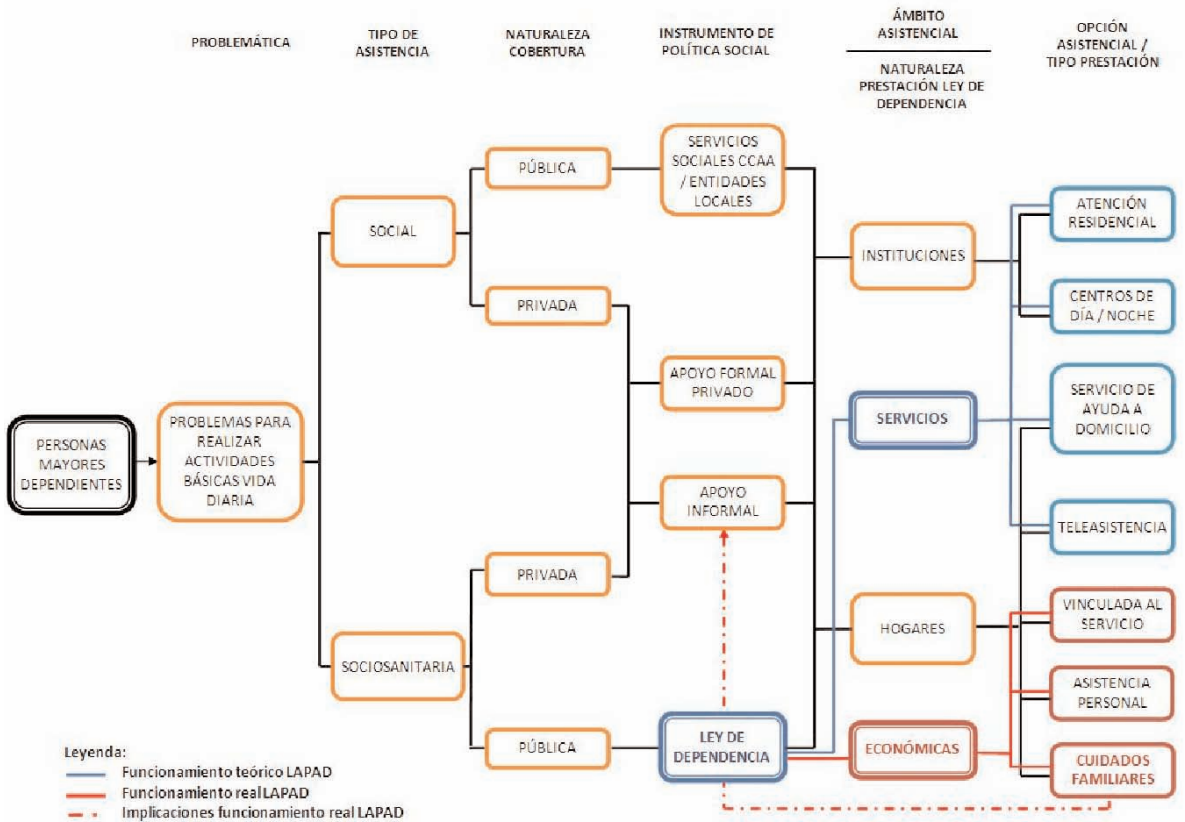 PROBLEMÁTICA
TIPO DE
ASISTENCIA
NATURALEZA
COBERTURA
INSTRUMENTO DE
POLÍTICA SOCIAL
ÁMBITO
ASISTENCIAL
NATURALEZA
PRESTACIÓN LEY DE
DEPENDENCIA
OPCIÓN
ASISTENCIAL /
TIPO PRESTACIÓN
PERSONAS
MAYORES
DEPENDIENTES
PROBLEMAS PARA
REALIZAR
ACTIVIDADES
BÁSICAS VIDA
DIARIA
SOCIAL
SOCIOSANITARIA
PÚBLICA
PRIVADA
PRIVADA
PÚBLICA
SERVICIOS
SOCIALES CCAA
/ ENTIDADES
LOCALES
APOYO FORMAL
PRIVADO
APOYO
INFORMAL
LEY DE
DEPENDENCIA
INSTITUCIONES
SERVICIOS
HOGARES
ECONÓMICAS
ATENCIÓN
RESIDENCIAL
CENTROS DE
DÍA / NOCHE
SERVICIO DE
AYUDA A
DOMICILIO
TELEASISTENCIA
VINCULADA AL
SERVICIO
ASISTENCIA
PERSONAL
CUIDADOS
FAMILIARES
Leyenda:
Funcionamiento teórico LAPAD
Funcionamiento real LAPAD
Implicaciones funcionamiento real LAPAD